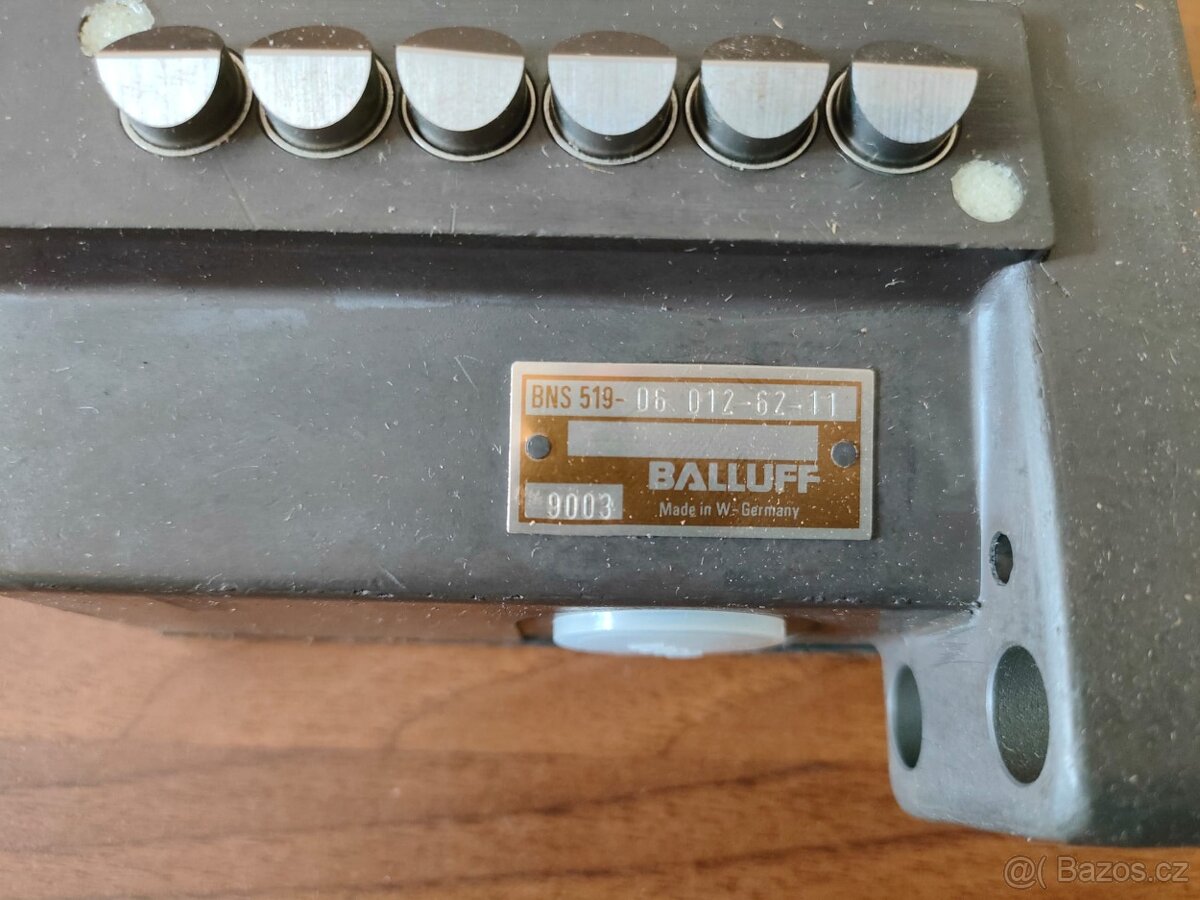 BNS 519- 06 012-62-11
BALLUFF
9003 Made in W.-Germany
@( Bazos.cz